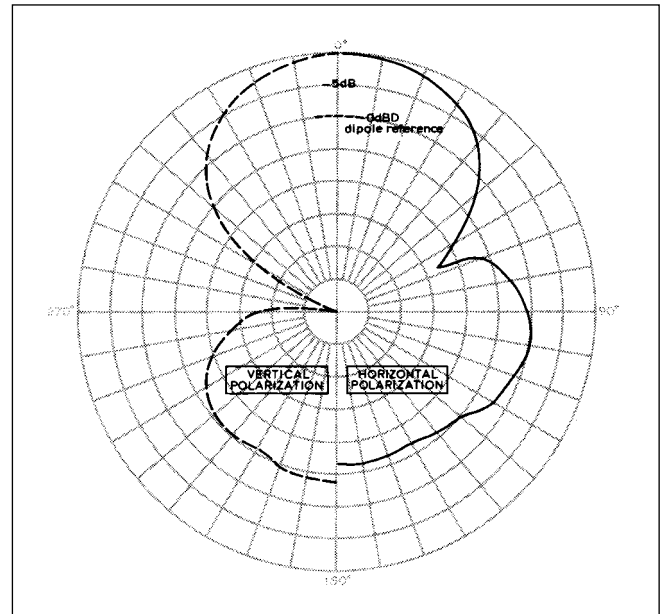 0°
-5dB
0dBD
dipole reference
270°
90°
VERTICAL
POLARIZATION
HORIZONTAL
POLARIZATION
180°